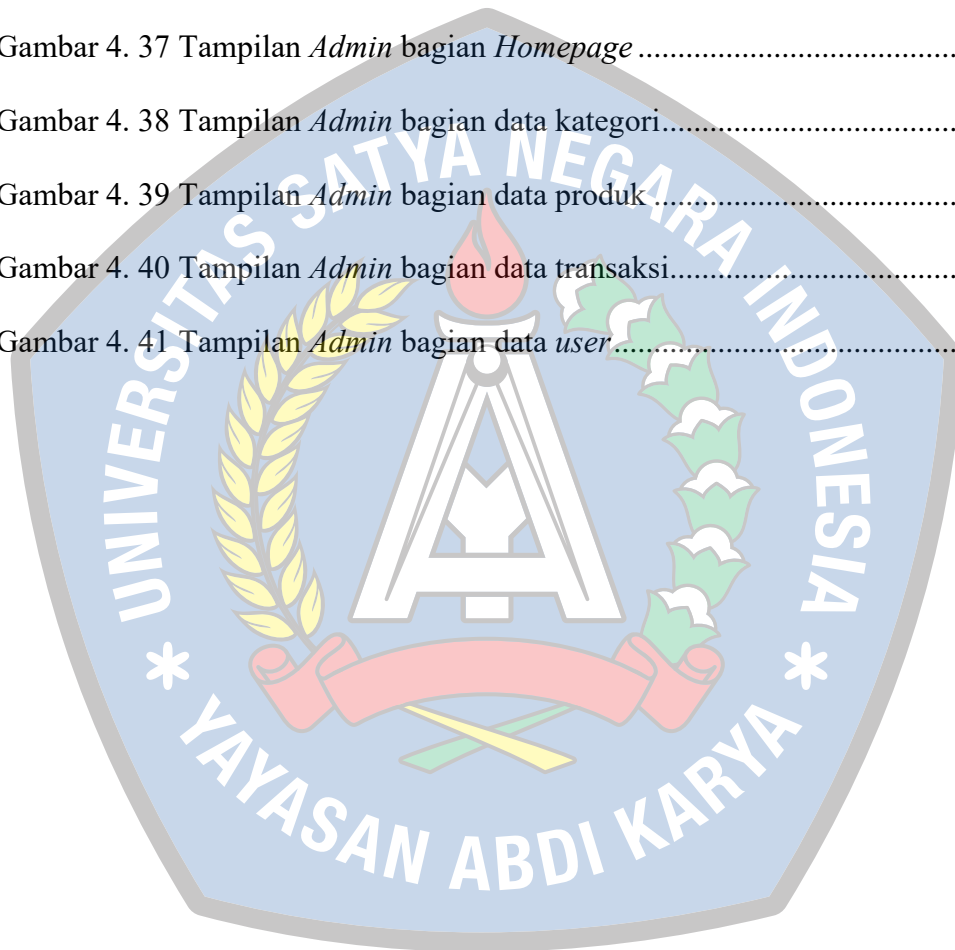 Gambar 4. 37 Tampilan Admin bagian Homepage ........................................
Gambar 4. 38 Tampilan Admin bagian data kategori.....................................
Gambar 4. 39 Tampilan Admin bagian data produk ......................................
Gambar 4. 40 Tampilan Admin bagian data transaksi....................................
Gambar 4. 41 Tampilan Admin bagian data user...........................................
UNIVERSITAS SATYA NEGARA INDONESIA
* YAYASAN ABDI KARYA *